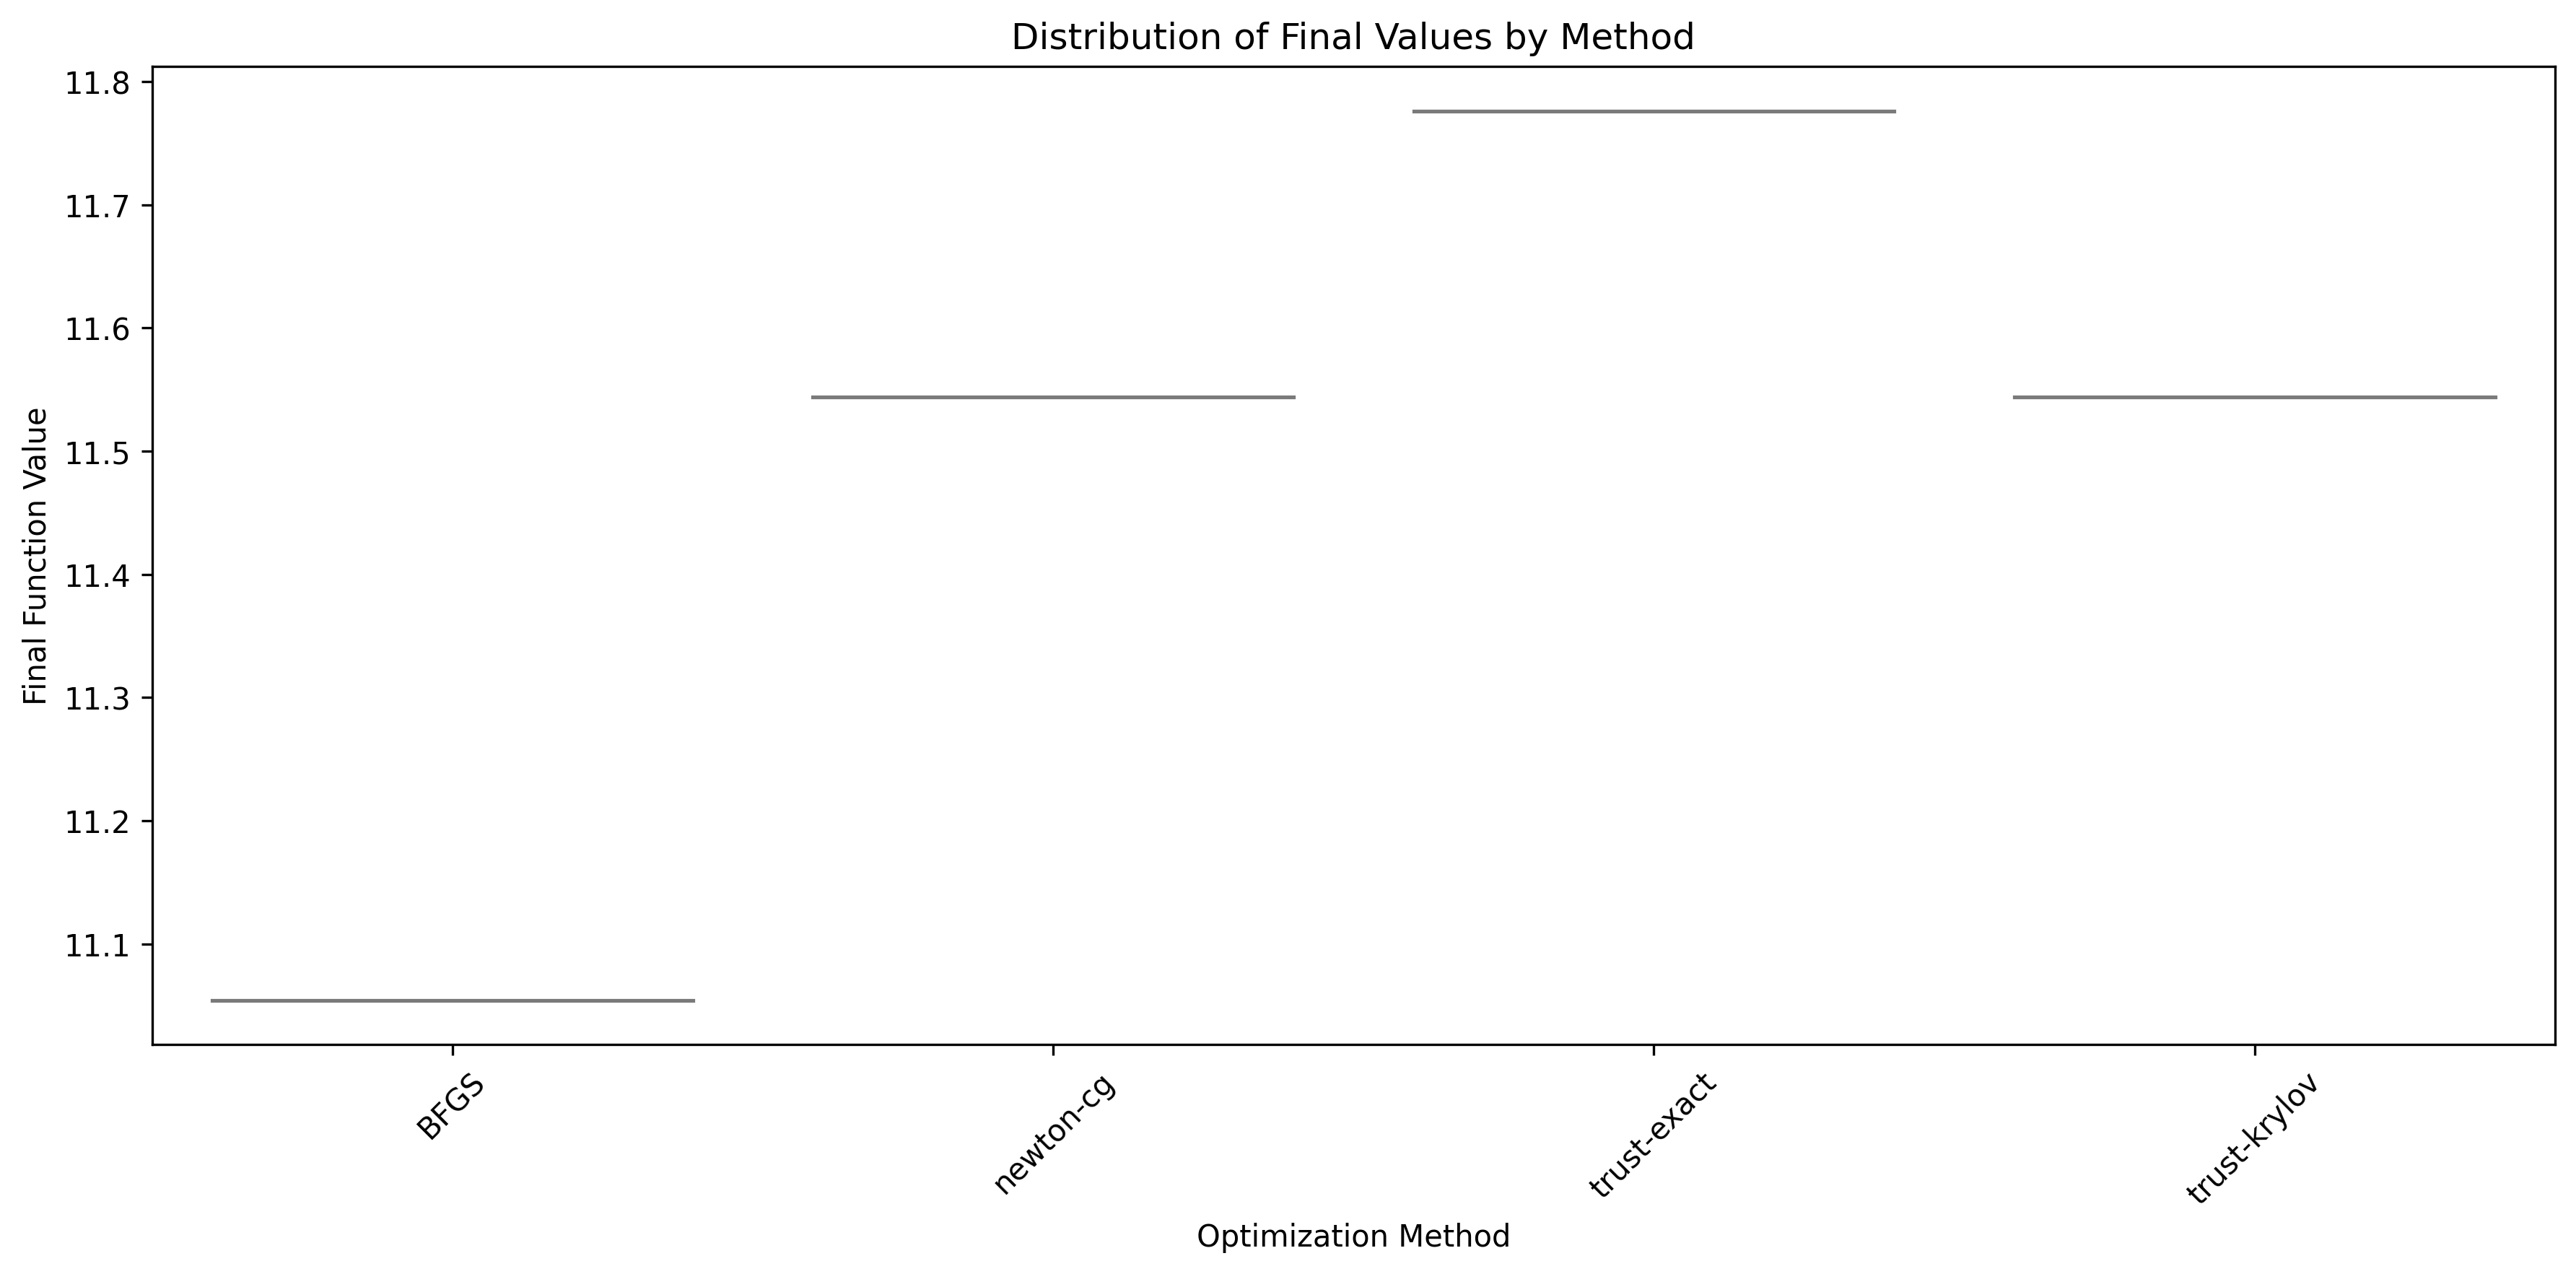 Distribution of Final Values by Method
Final Function Value
11.8
11.7
11.6
11.5
11.4
11.3
11.2
11.1
BFGS
newton-cg
trust-exact
trust-krylov
Optimization Method